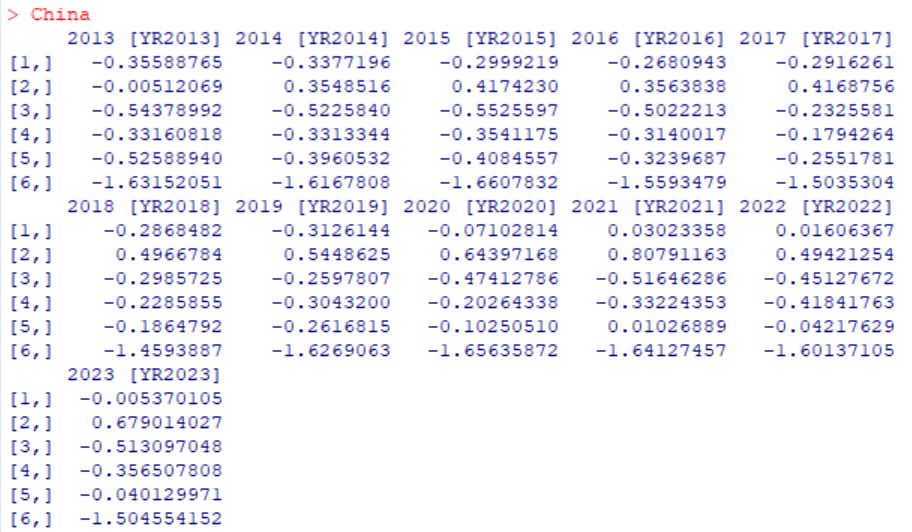 > China
     2013 [YR2013] 2014 [YR2014] 2015 [YR2015] 2016 [YR2016] 2017 [YR2017]
[1,]   -0.35588765    -0.3377196    -0.2999219    -0.2680943    -0.2916261
[2,]   -0.00512069     0.3548516     0.4174230     0.3563838     0.4168756
[3,]   -0.54378992    -0.5225840    -0.5525597    -0.5022213    -0.2325581
[4,]   -0.33160818    -0.3313344    -0.3541175    -0.3140017    -0.1794264
[5,]   -0.52588940    -0.3960532    -0.4084557    -0.3239687    -0.2551781
[6,]   -1.63152051    -1.6167808    -1.6607832    -1.5593479    -1.5035304
     2018 [YR2018] 2019 [YR2019] 2020 [YR2020] 2021 [YR2021] 2022 [YR2022]
[1,]    -0.2868482    -0.3126144   -0.07102814    0.03023358    0.01606367
[2,]     0.4966784     0.5448625    0.64397168    0.80791163    0.49421254
[3,]    -0.2985725    -0.2597807   -0.47412786   -0.51646286   -0.45127672
[4,]    -0.2285855    -0.3043200   -0.20264338   -0.33224353   -0.41841763
[5,]    -0.1864792    -0.2616815   -0.10250510    0.01026889   -0.04217629
[6,]    -1.4593887    -1.6269063   -1.65635872   -1.64127457   -1.60137105
     2023 [YR2023]
[1,]  -0.005370105
[2,]   0.679014027
[3,]  -0.513097048
[4,]  -0.356507808
[5,]  -0.040129971
[6,]  -1.504554152